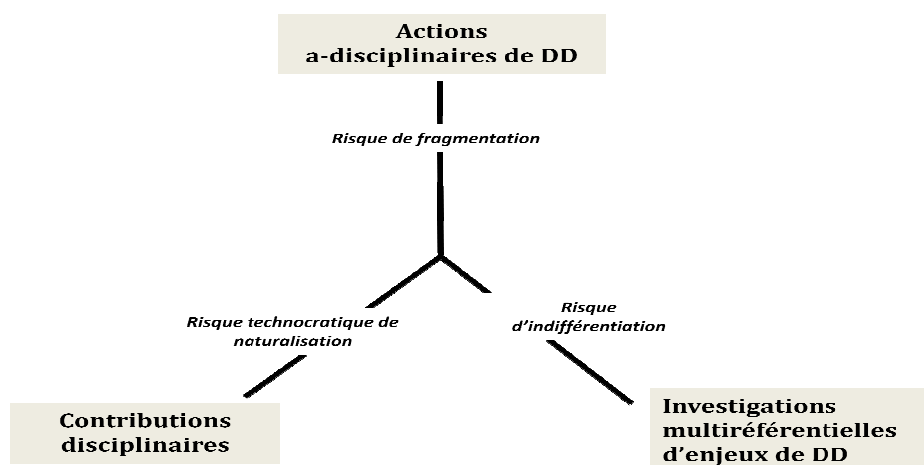 Actions
a-disciplinaires de DD
Risque de fragmentation
Risque technocratique de
naturalisation
Risque
d'indifférentiation
Contributions
disciplinaires
Investigations
multiréférentielles
d'enjeux de DD